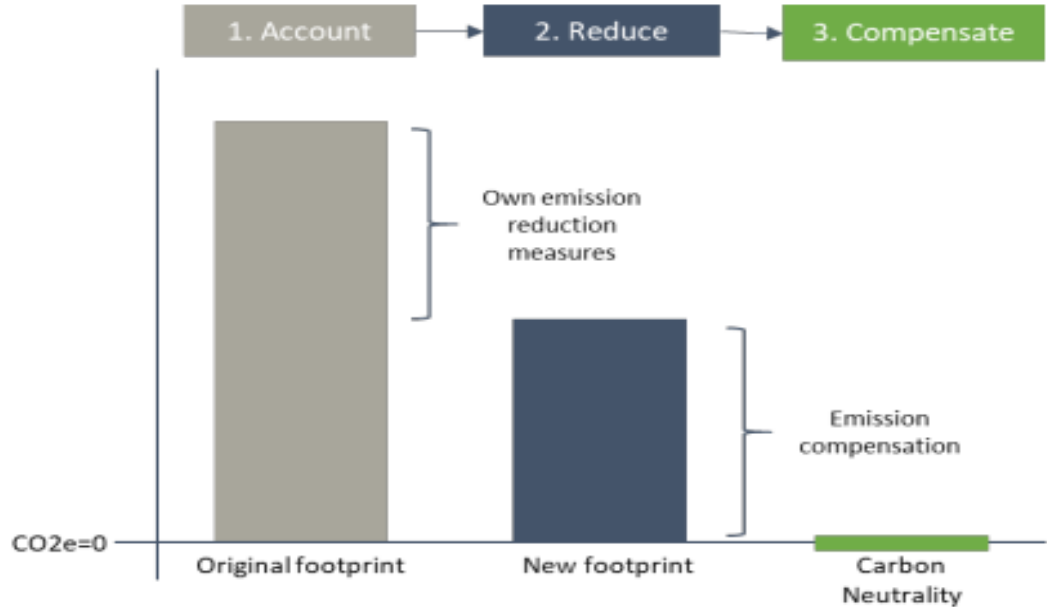 1. Account
2. Reduce
3. Compensate
Own emission
reduction
measures
Emission
compensation
CO2e=0
Original footprint
New footprint
Carbon
Neutrality